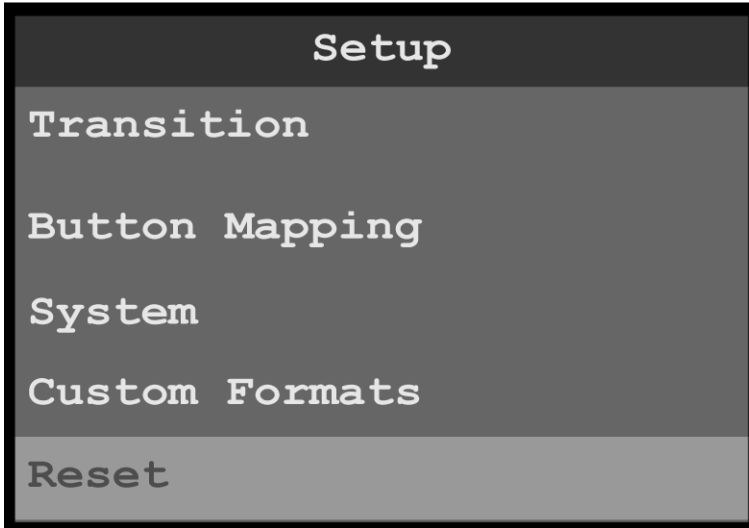 Setup
Transition
Button Mapping
System
Custom Formats
Reset